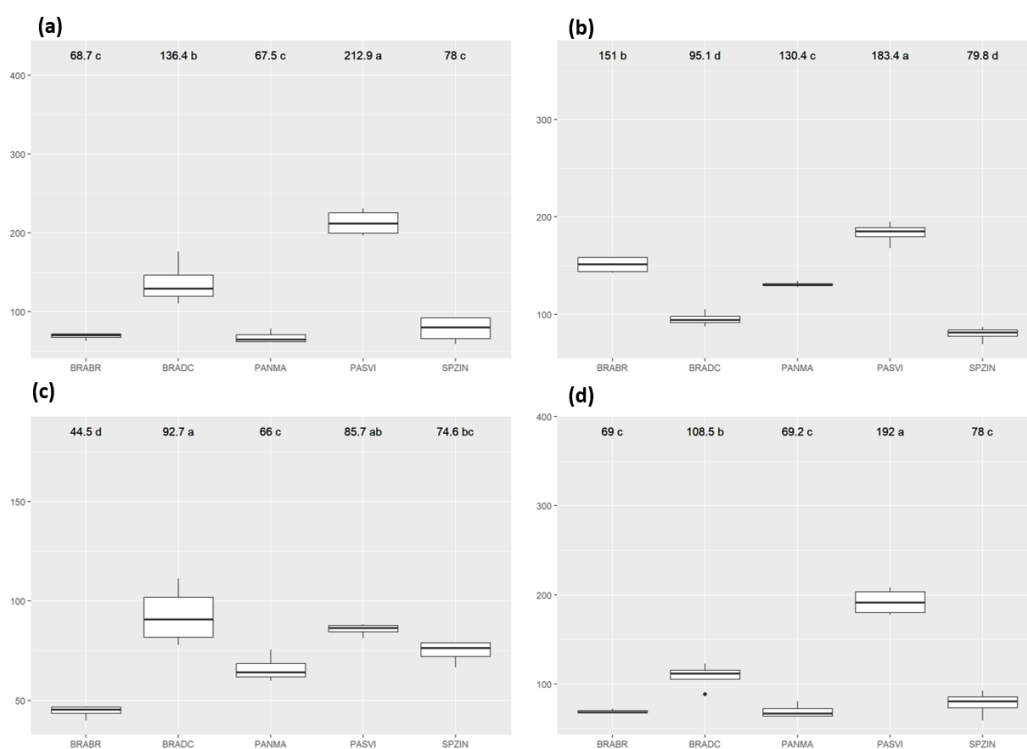 (a)
68.7 c 136.4 b 67.5 c 212.9 a 78 c
400
300
200
100
BRABR BRADC PANMA PASVI SPZIN
(b)
151 b 95.1 d 130.4 c 183.4 a 79.8 d
300
200
100
BRABR BRADC PANMA PASVI SPZIN
(c)
44.5 d 92.7 a 66 c 85.7 ab 74.6 bc
150
100
50
BRABR BRADC PANMA PASVI SPZIN
(d)
69 c 108.5 b 69.2 c 192 a 78 c
400
300
200
100
BRABR BRADC PANMA PASVI SPZIN